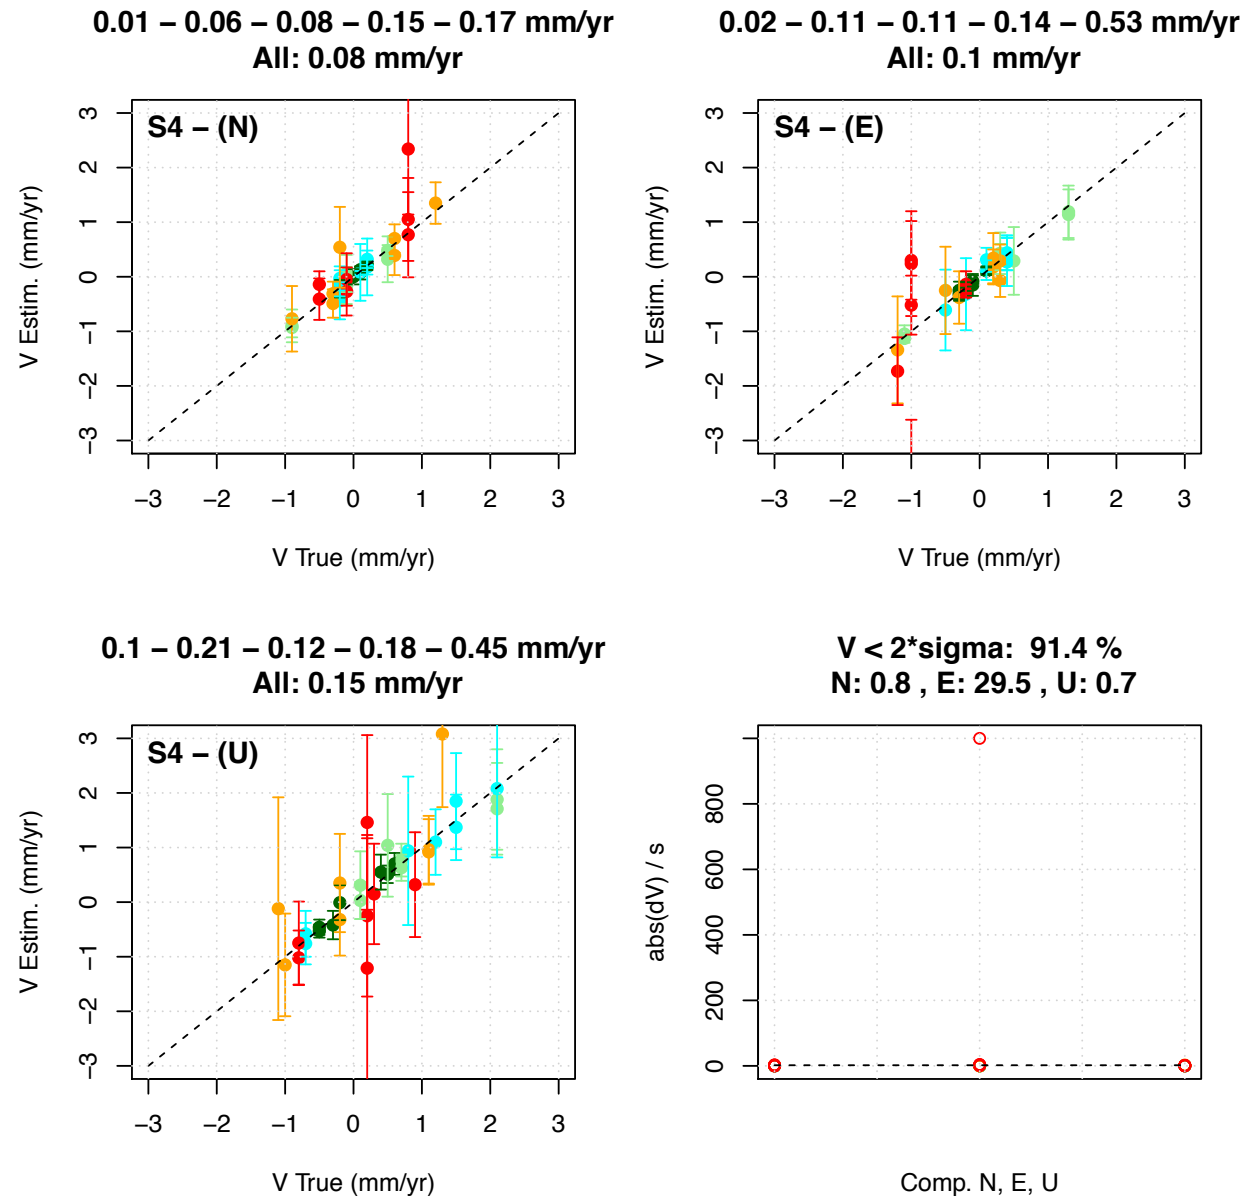 0.01 – 0.06 – 0.08 – 0.15 – 0.17 mm/yr
All: 0.08 mm/yr
S4 – (N)
3
2
1
0
−1
−2
−3
V Estim. (mm/yr)
−3 −2 −1 0 1 2 3
V True (mm/yr)
0.02 – 0.11 – 0.11 – 0.14 – 0.53 mm/yr
All: 0.1 mm/yr
S4 – (E)
3
2
1
0
−1
−2
−3
V Estim. (mm/yr)
−3 −2 −1 0 1 2 3
V True (mm/yr)
0.1 – 0.21 – 0.12 – 0.18 – 0.45 mm/yr
All: 0.15 mm/yr
S4 – (U)
3
2
1
0
−1
−2
−3
V Estim. (mm/yr)
−3 −2 −1 0 1 2 3
V True (mm/yr)
V < 2*sigma: 91.4 %
N: 0.8 , E: 29.5 , U: 0.7
800
600
400
200
0
abs(dV) / s
Comp. N, E, U